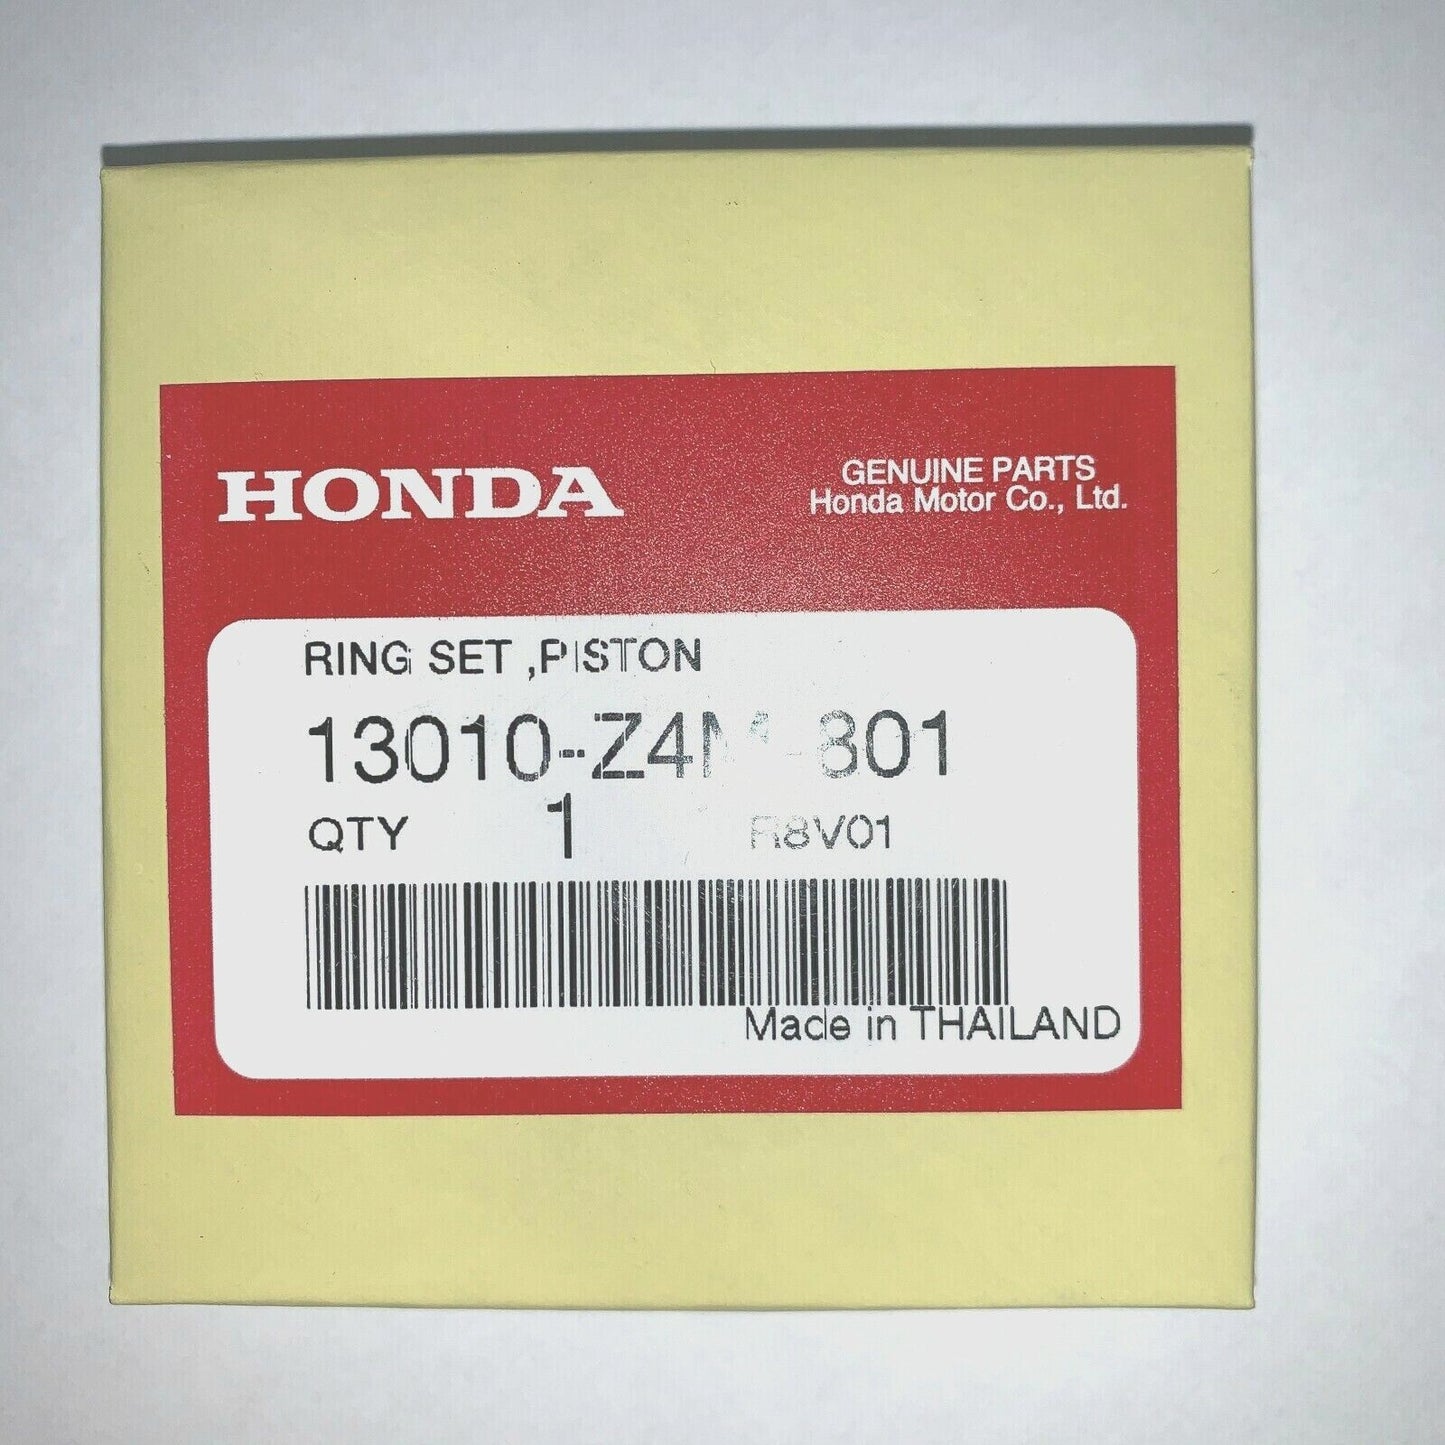 HONDA
GENUINE PARTS
Honda Motor Co., Ltd.
RING SET ,PISTON
13010-Z4M-801
QTY 1 R8V01
Made in THAILAND